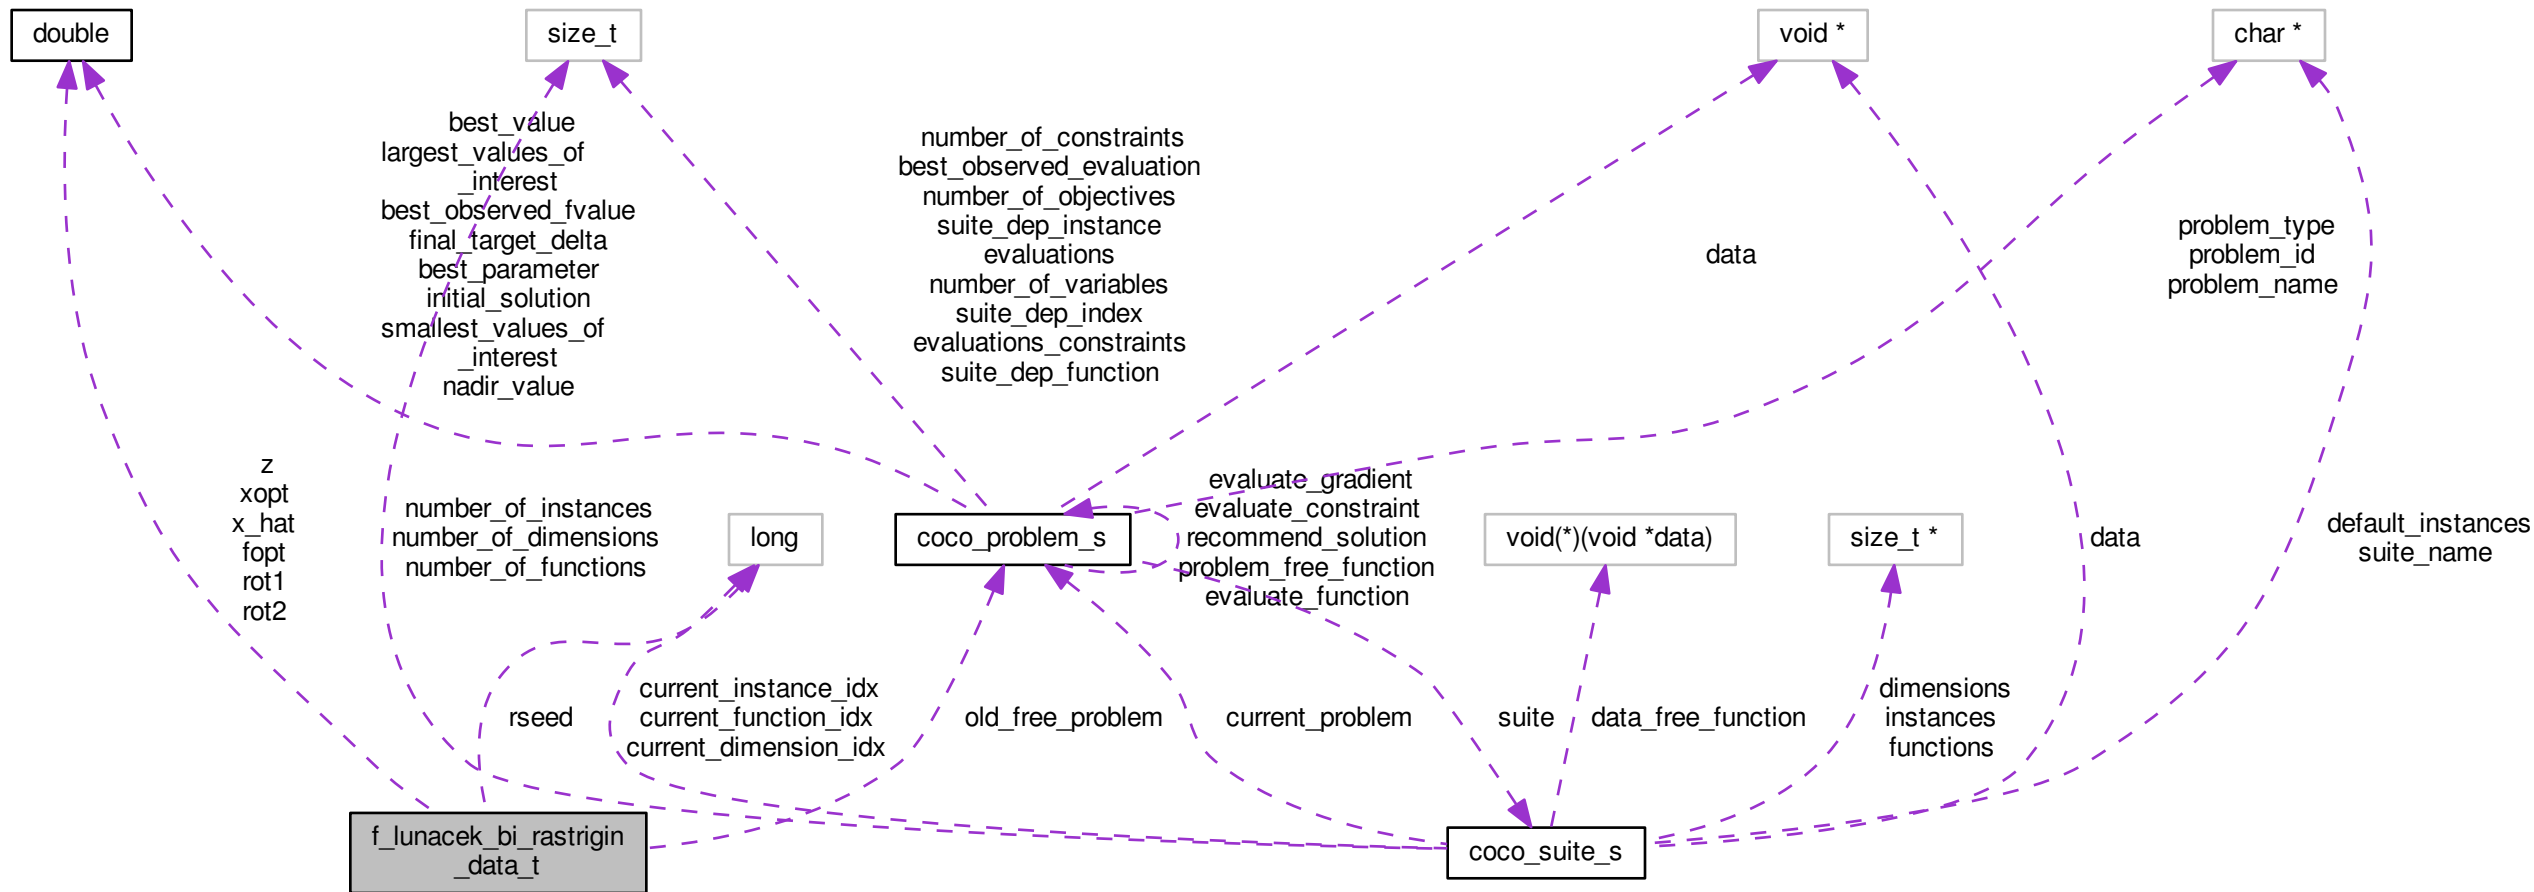 double
size_t
void *
char *
best_value
largest_values_of
_interest
best_observed_fvalue
final_target_delta
best_parameter
initial_solution
smallest_values_of
_interest
nadir_value
number_of_constraints
best_observed_evaluation
number_of_objectives
suite_dep_instance
evaluations
number_of_variables
suite_dep_index
evaluations_constraints
suite_dep_function
data
problem_type
problem_id
problem_name
z
xopt
x_hat
fopt
rot1
rot2
number_of_instances
number_of_dimensions
number_of_functions
long
coco_problem_s
evaluate_gradient
evaluate_constraint
recommend_solution
problem_free_function
evaluate_function
void(*)(void *data)
size_t *
data
default_instances
suite_name
rseed
current_instance_idx
current_function_idx
current_dimension_idx
old_free_problem
current_problem
suite
data_free_function
dimensions
instances
functions
f_lunacek_bi_rastrigin
_data_t
coco_suite_s